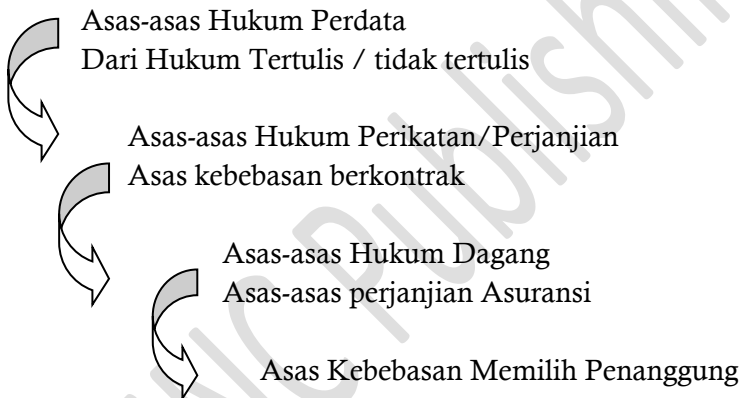 Asas-asas Hukum Perdata
Dari Hukum Tertulis / tidak tertulis
Asas-asas Hukum Perikatan/Perjanjian
Asas kebebasan berkontrak
Asas-asas Hukum Dagang
Asas-asas perjanjian Asuransi
Asas Kebebasan Memilih Penanggung